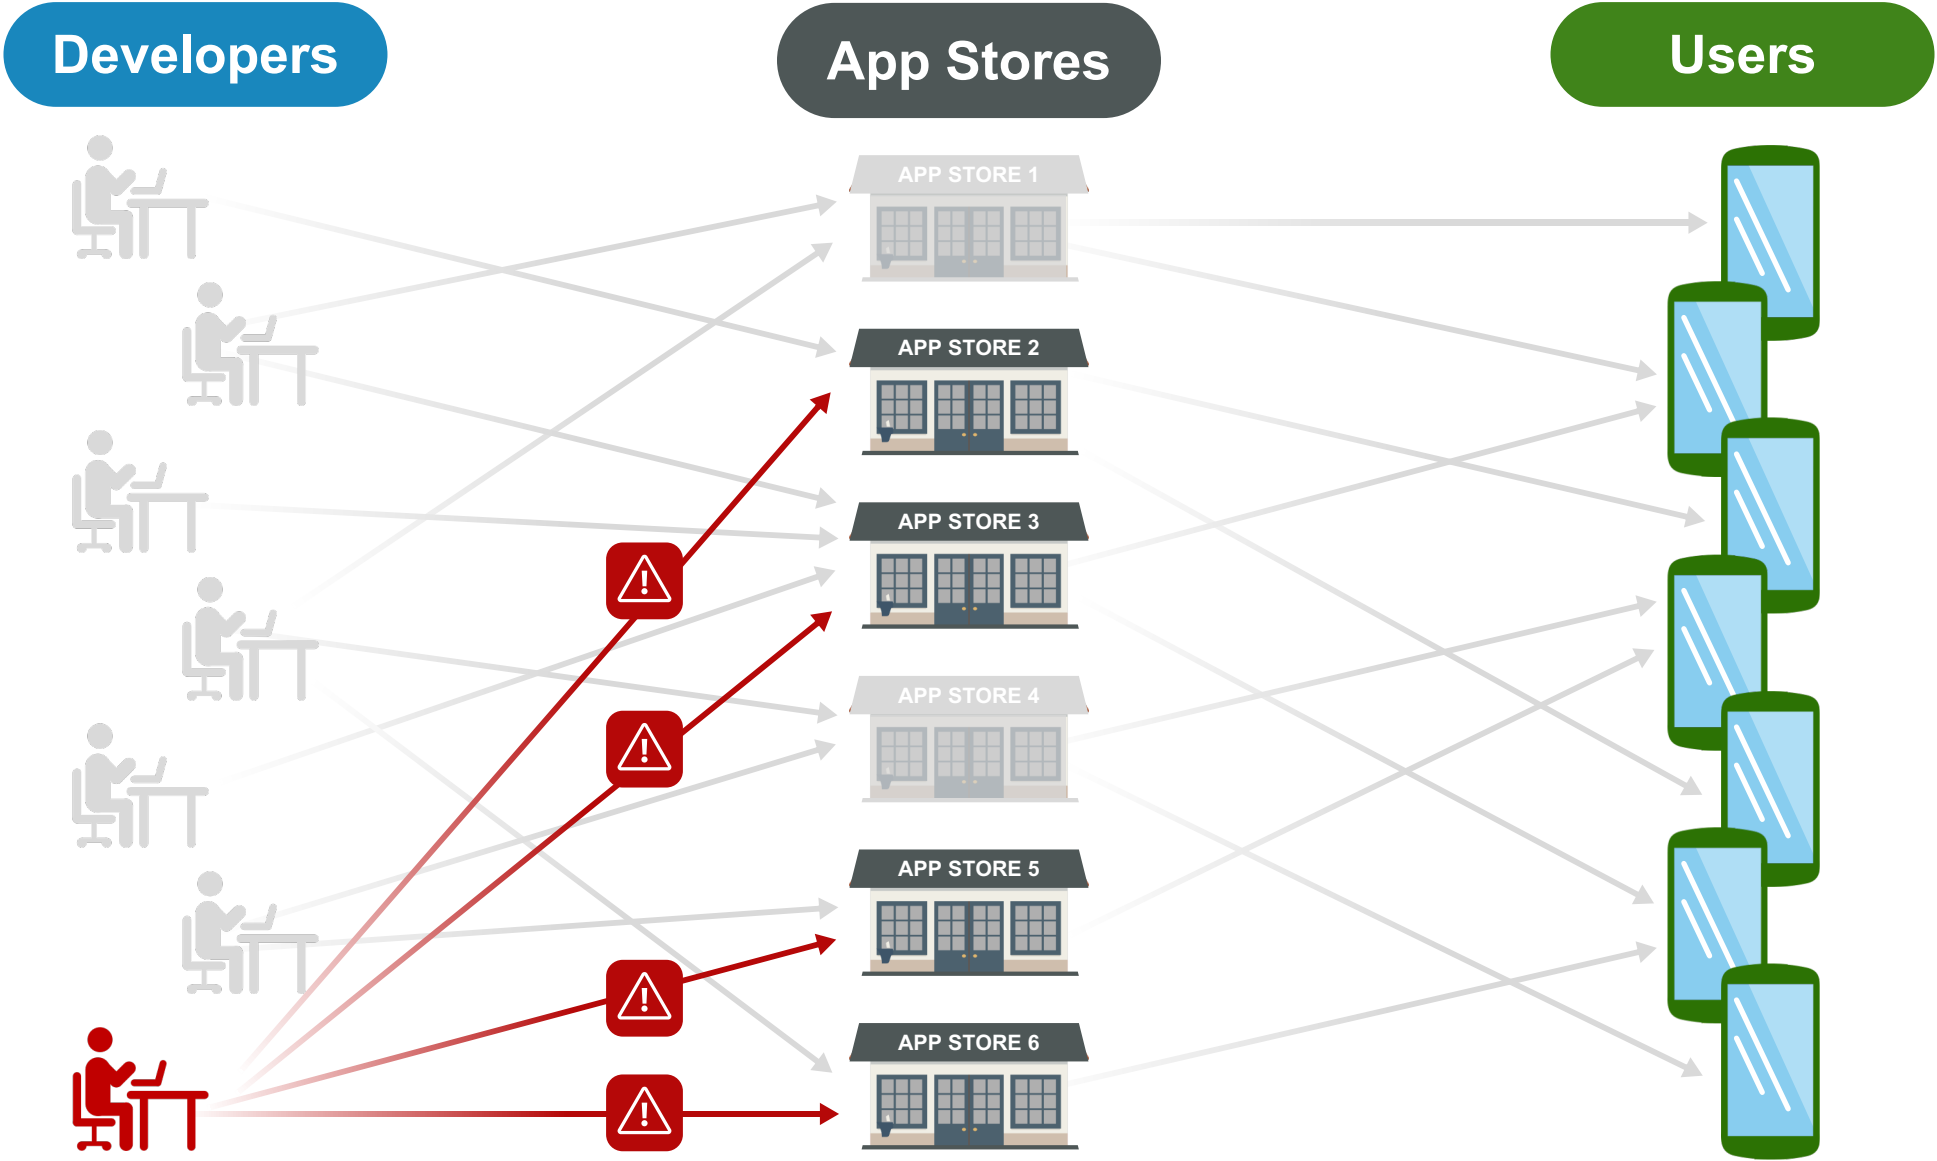 Developers
App Stores
Users
APP STORE 1
APP STORE 2
APP STORE 3
APP STORE 4
APP STORE 5
APP STORE 6